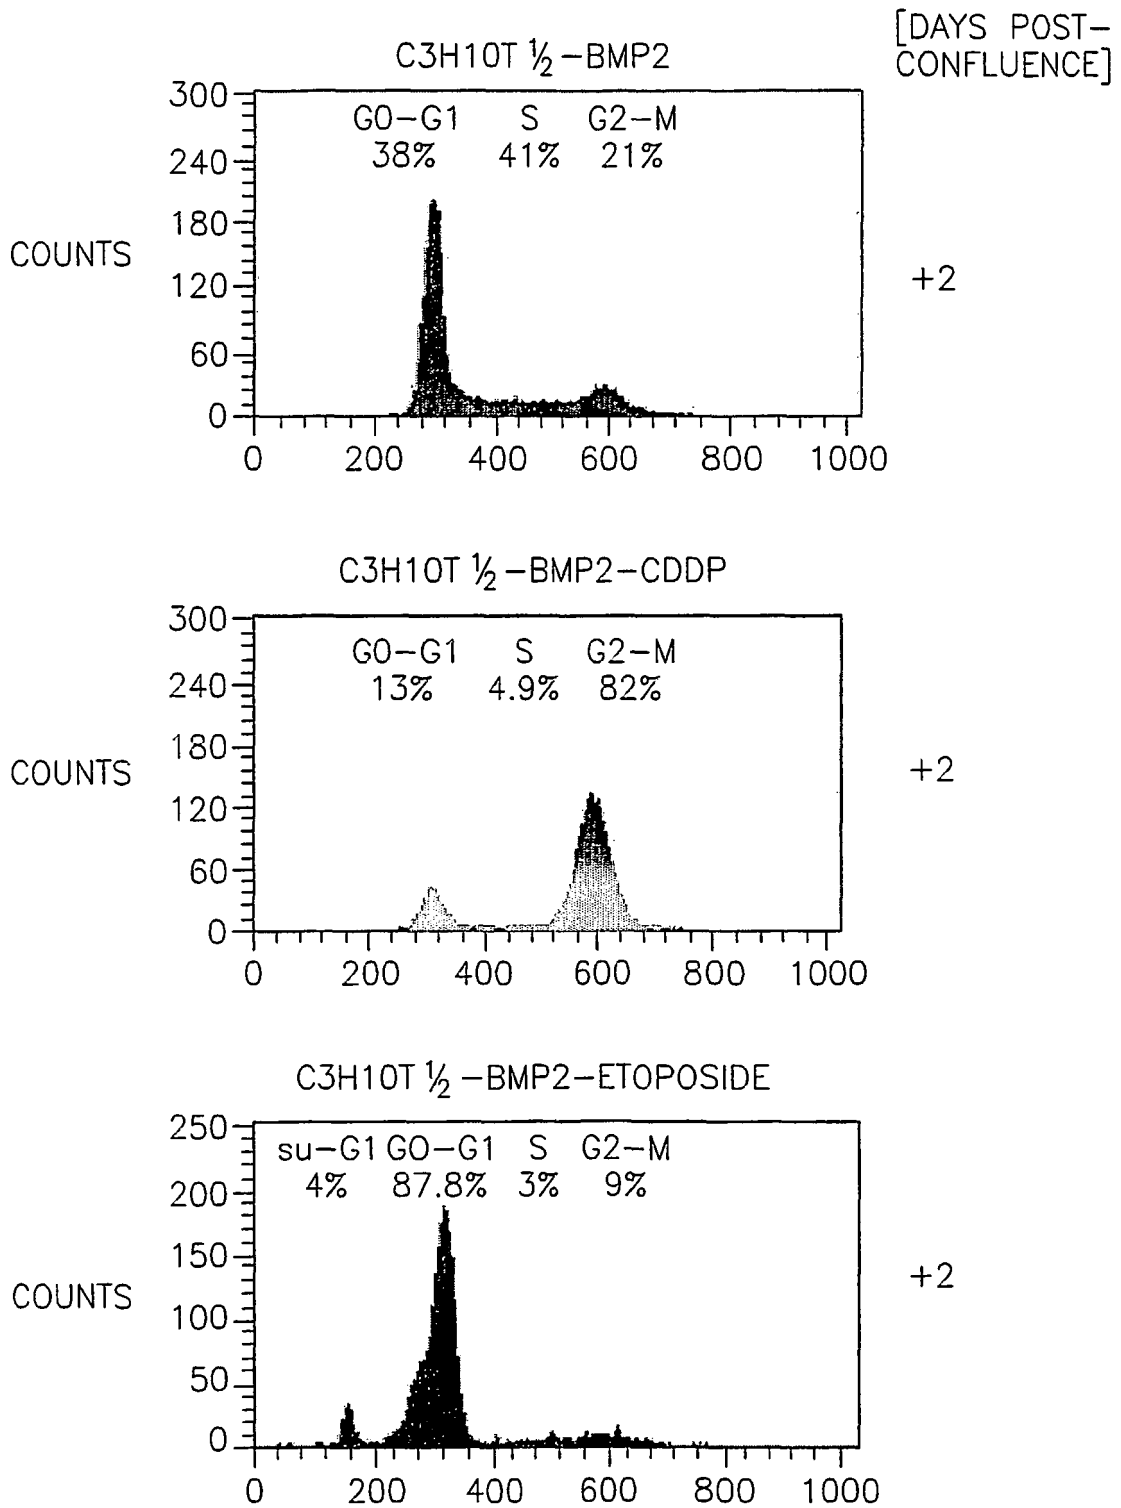 [DAYS POST-
CONFLUENCE]
C3H10T ½-BMP2
300
240
180
120
60
0
COUNTS
G0-G1 S G2-M
38% 41% 21%
+2
0 200 400 600 800 1000
C3H10T ½-BMP2-CDDP
300
240
180
120
60
0
COUNTS
G0-G1 S G2-M
13% 4.9% 82%
+2
0 200 400 600 800 1000
C3H10T ½-BMP2-ETOPOSIDE
250
200
150
100
50
0
COUNTS
su-G1 G0-G1 S G2-M
4% 87.8% 3% 9%
+2
0 200 400 600 800 1000